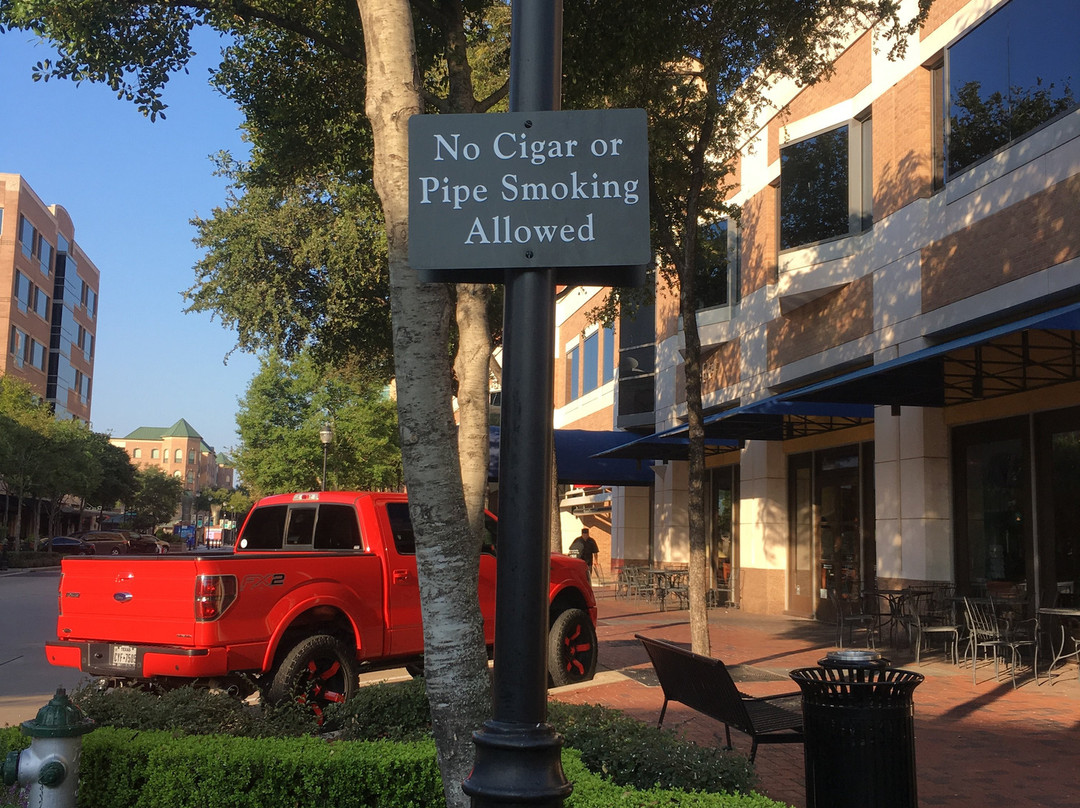 No Cigar or
Pipe Smoking
Allowed
FX2